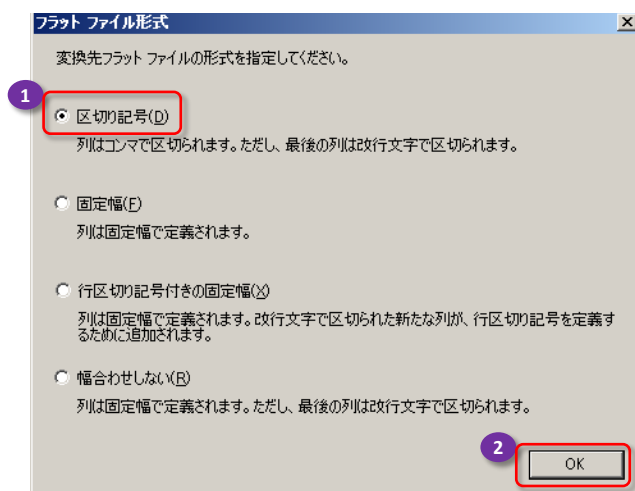 フラット ファイル形式
変換先フラット ファイルの形式を指定してください。
1
区切り記号(D)
列はコンマで区切られます。ただし、最後の列は改行文字で区切られます。
固定幅(F)
列は固定幅で定義されます。
行区切り記号付きの固定幅(X)
列は固定幅で定義されます。改行文字で区切られた新たな列が、行区切り記号を定義す
るために追加されます。
幅合わせしない(R)
列は固定幅で定義されます。ただし、最後の列は改行文字で区切られます。
2
OK